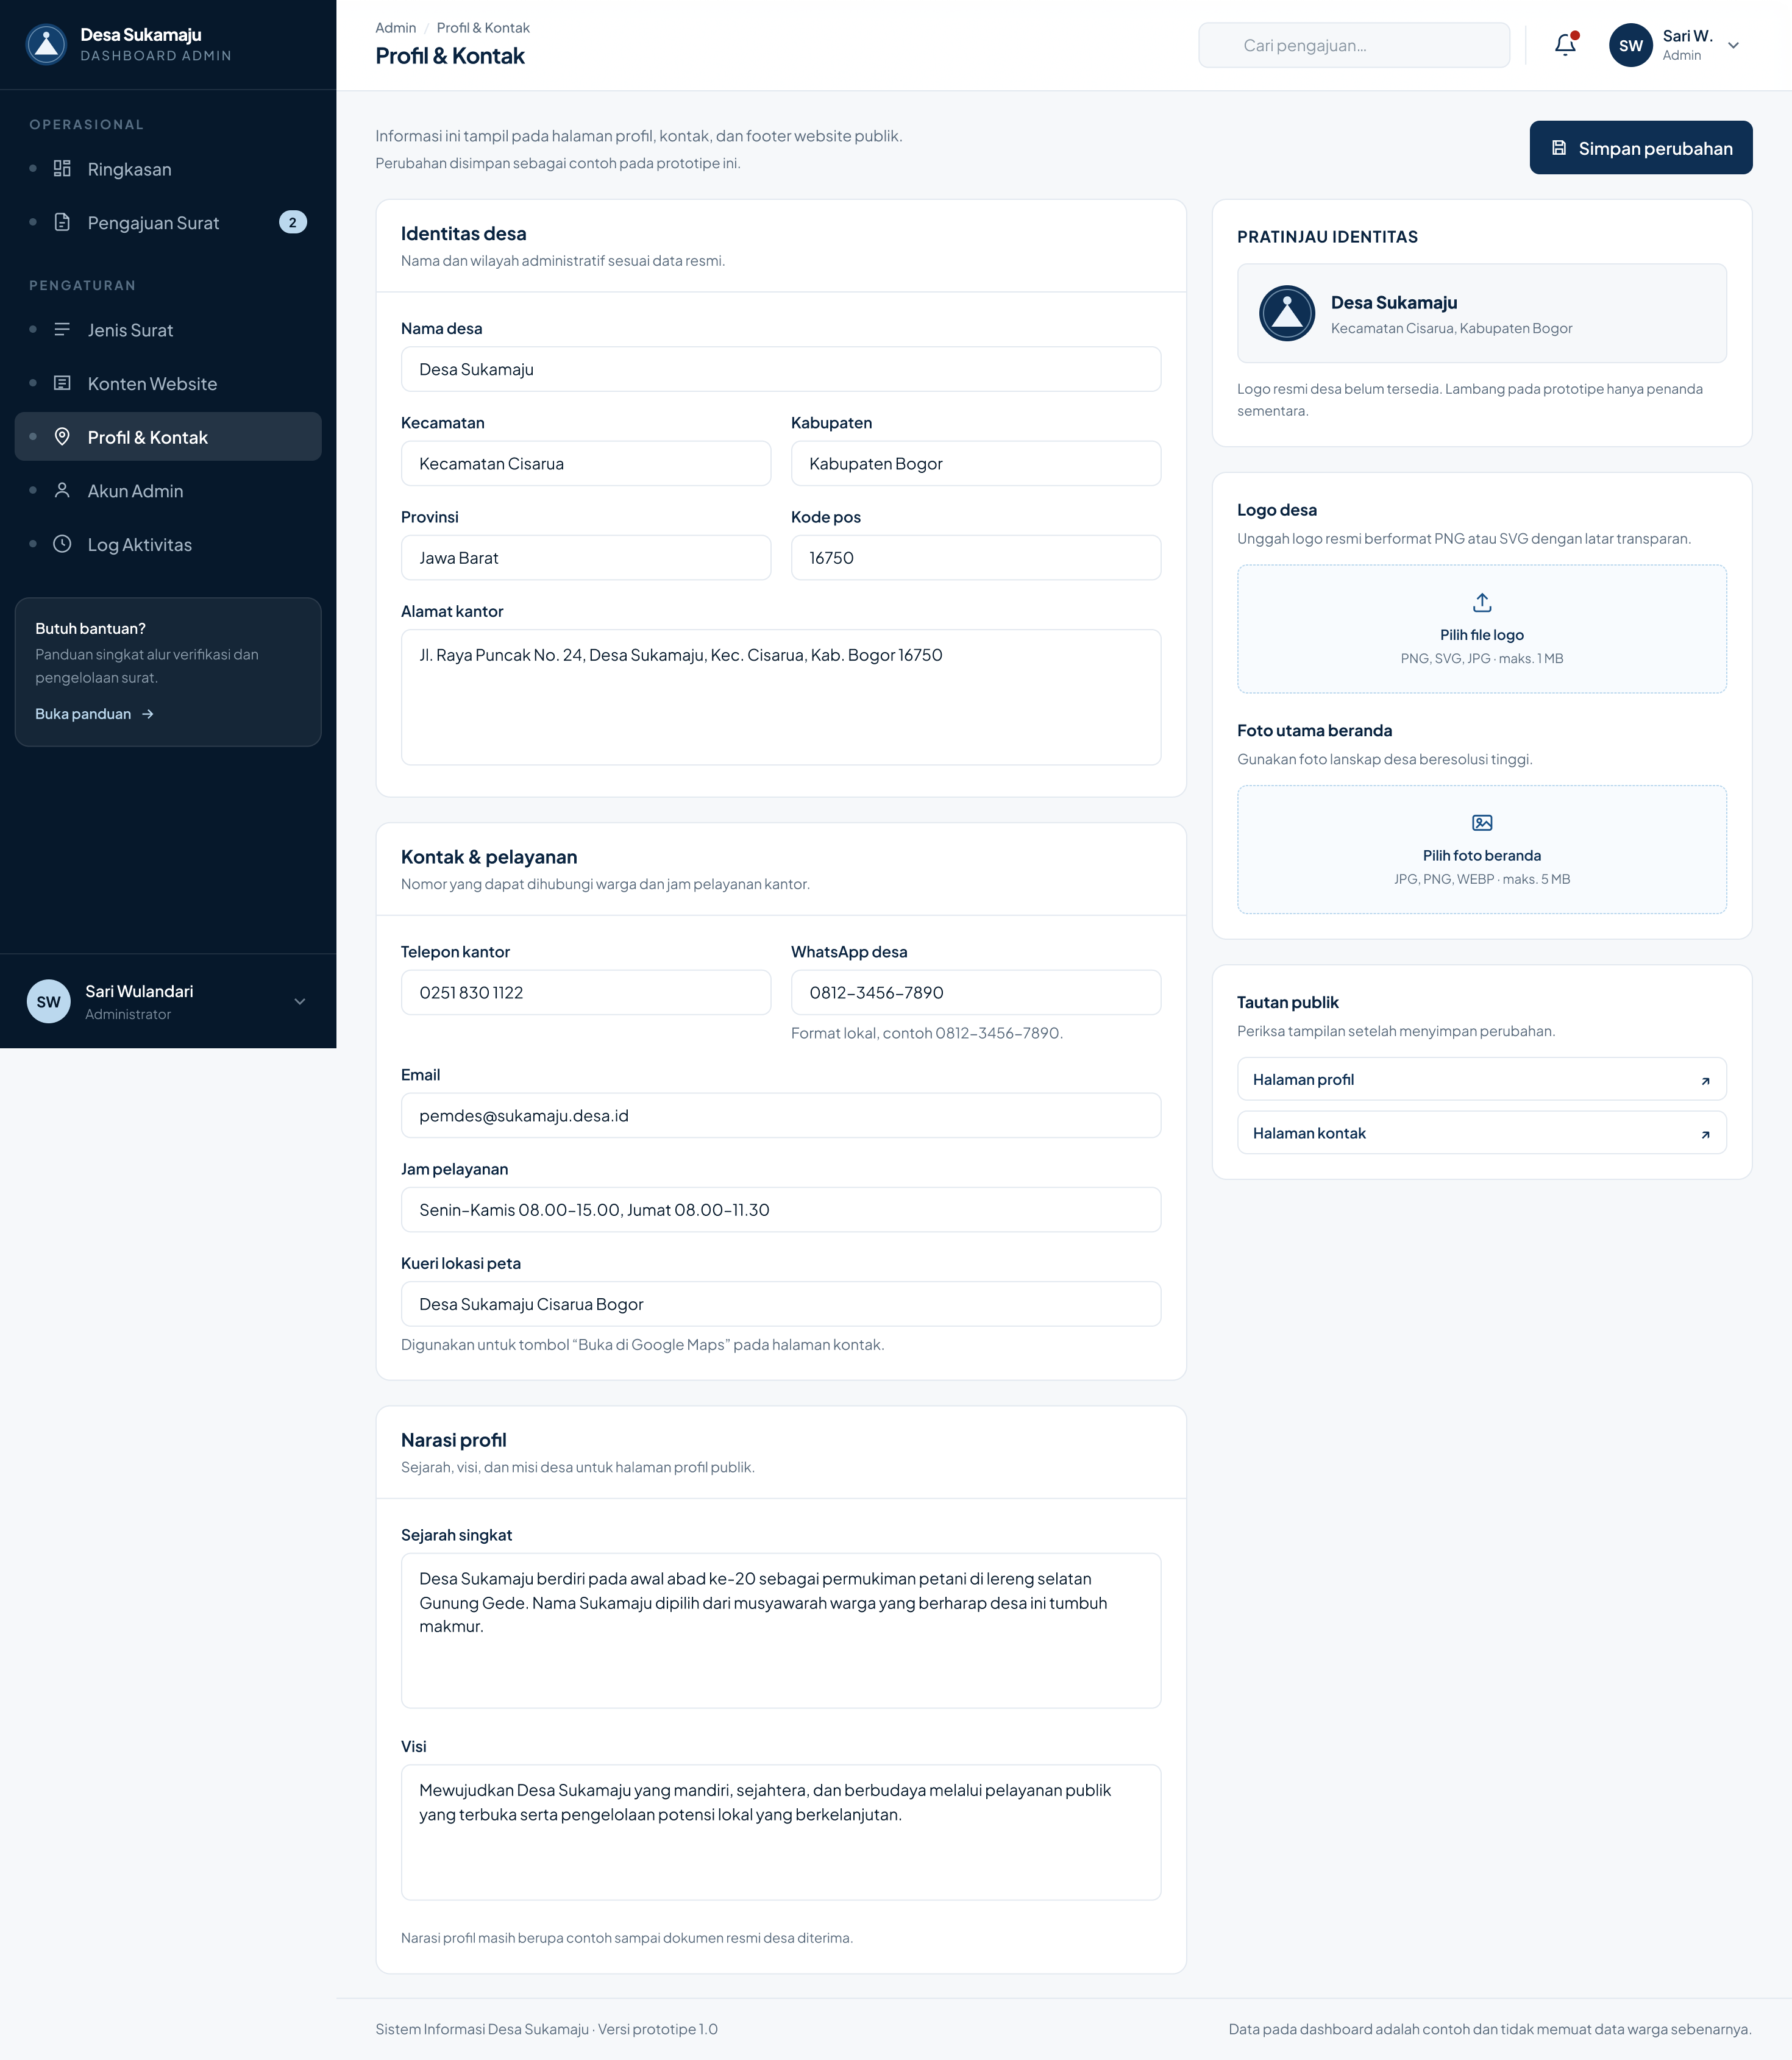 Desa Sukamaju
DASHBOARD ADMIN
OPERASIONAL
Ringkasan
Pengajuan Surat 2
PENGATURAN
Jenis Surat
Konten Website
Profil & Kontak
Akun Admin
Log Aktivitas
Butuh bantuan?
Panduan singkat alur verifikasi dan
pengelolaan surat.
Buka panduan →
SW Sari Wulandari
Administrator
Admin / Profil & Kontak
Profil & Kontak
Cari pengajuan...
SW Sari W.
Admin
Informasi ini tampil pada halaman profil, kontak, dan footer website publik.
Perubahan disimpan sebagai contoh pada prototipe ini.
Simpan perubahan
Identitas desa
Nama dan wilayah administratif sesuai data resmi.
Nama desa
Desa Sukamaju
Kecamatan Kabupaten
Kecamatan Cisarua Kabupaten Bogor
Provinsi Kode pos
Jawa Barat 16750
Alamat kantor
Jl. Raya Puncak No. 24, Desa Sukamaju, Kec. Cisarua, Kab. Bogor 16750
Kontak & pelayanan
Nomor yang dapat dihubungi warga dan jam pelayanan kantor.
Telepon kantor WhatsApp desa
0251 830 1122 0812-3456-7890
Format lokal, contoh 0812-3456-7890.
Email
pemdes@sukamaju.desa.id
Jam pelayanan
Senin–Kamis 08.00–15.00, Jumat 08.00–11.30
Kueri lokasi peta
Desa Sukamaju Cisarua Bogor
Digunakan untuk tombol “Buka di Google Maps” pada halaman kontak.
Narasi profil
Sejarah, visi, dan misi desa untuk halaman profil publik.
Sejarah singkat
Desa Sukamaju berdiri pada awal abad ke-20 sebagai permukiman petani di lereng selatan
Gunung Gede. Nama Sukamaju dipilih dari musyawarah warga yang berharap desa ini tumbuh
makmur.
Visi
Mewujudkan Desa Sukamaju yang mandiri, sejahtera, dan berbudaya melalui pelayanan publik
yang terbuka serta pengelolaan potensi lokal yang berkelanjutan.
Narasi profil masih berupa contoh sampai dokumen resmi desa diterima.
PRATINJAU IDENTITAS
Desa Sukamaju
Kecamatan Cisarua, Kabupaten Bogor
Logo resmi desa belum tersedia. Lambang pada prototipe hanya penanda
sementara.
Logo desa
Unggah logo resmi berformat PNG atau SVG dengan latar transparan.
Pilih file logo
PNG, SVG, JPG · maks. 1 MB
Foto utama beranda
Gunakan foto lanskap desa beresolusi tinggi.
Pilih foto beranda
JPG, PNG, WEBP · maks. 5 MB
Tautan publik
Periksa tampilan setelah menyimpan perubahan.
Halaman profil
Halaman kontak
Sistem Informasi Desa Sukamaju · Versi prototipe 1.0
Data pada dashboard adalah contoh dan tidak memuat data warga sebenarnya.